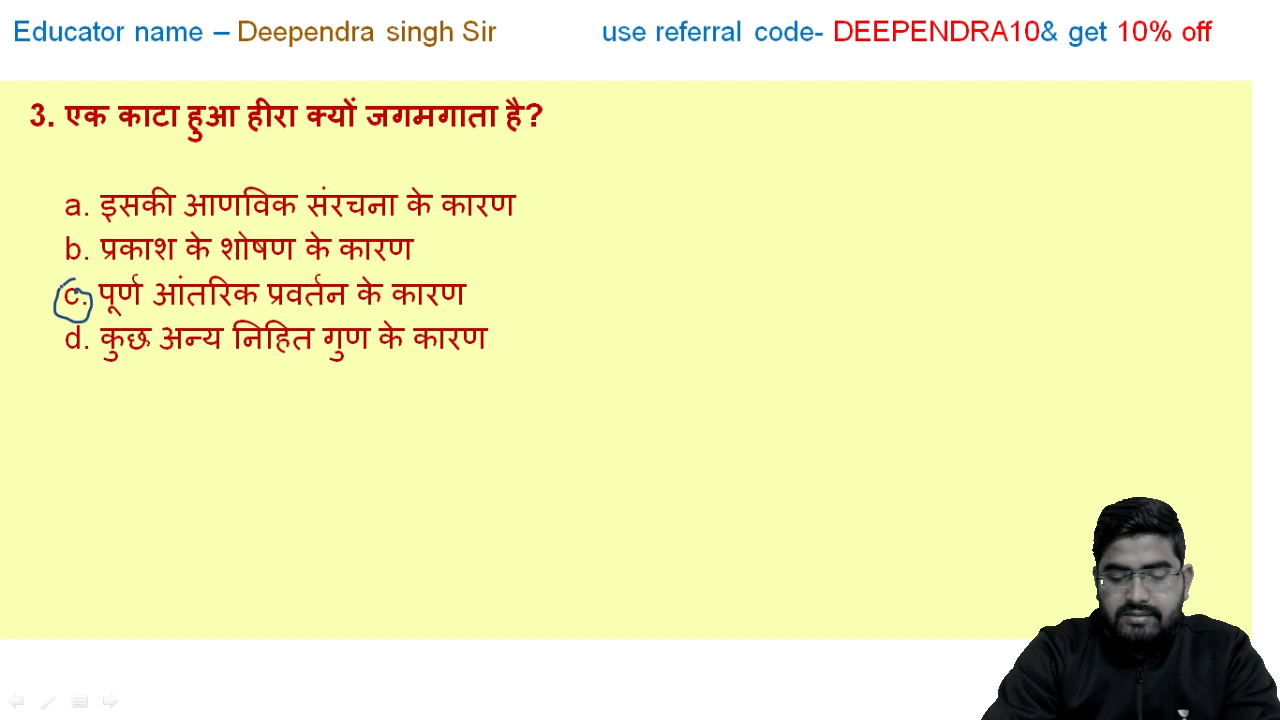 Educator name – Deependra singh Sir use referral code- DEEPENDRA10& get 10% off
3. एक काटा हुआ हीरा क्यों जगमगाता है?
a. इसकी आणविक संरचना के कारण
b. प्रकाश के शोषण के कारण
c. पूर्ण आंतरिक प्रवर्तन के कारण
d. कुछ अन्य निहित गुण के कारण